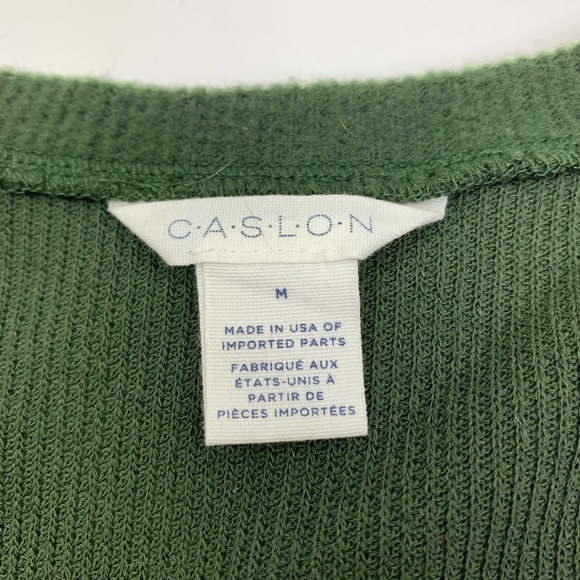 C·A·S·L·O·N
M
MADE IN USA OF
IMPORTED PARTS
FABRIQUÉ AUX
ÉTATS-UNIS À
PARTIR DE
PIÈCES IMPORTÉES